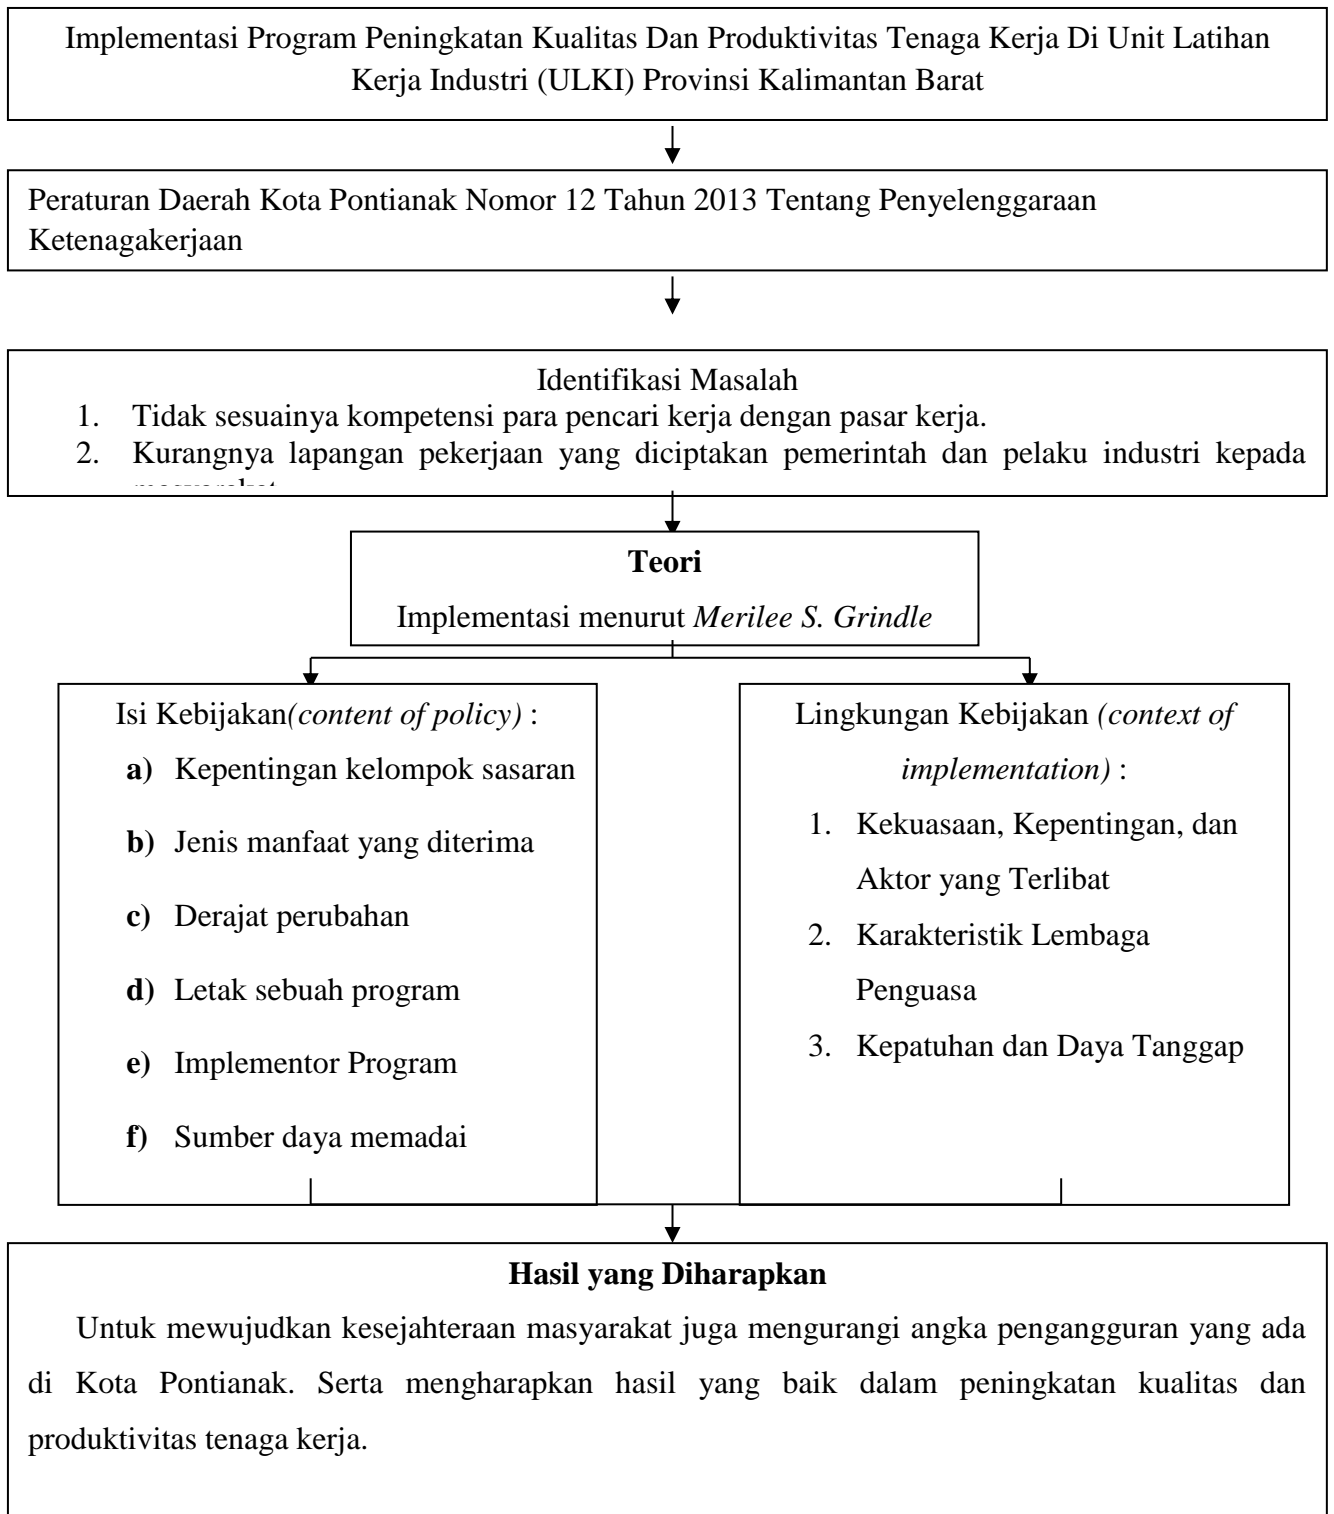 Implementasi Program Peningkatan Kualitas Dan Produktivitas Tenaga Kerja Di Unit Latihan
Kerja Industri (ULKI) Provinsi Kalimantan Barat
Peraturan Daerah Kota Pontianak Nomor 12 Tahun 2013 Tentang Penyelenggaraan
Ketenagakerjaan
Identifikasi Masalah
1. Tidak sesuainya kompetensi para pencari kerja dengan pasar kerja.
2. Kurangnya lapangan pekerjaan yang diciptakan pemerintah dan pelaku industri kepada
Teori
Implementasi menurut Merilee S. Grindle
Isi Kebijakan(content of policy) :
a) Kepentingan kelompok sasaran
b) Jenis manfaat yang diterima
c) Derajat perubahan
d) Letak sebuah program
e) Implementor Program
f) Sumber daya memadai
Lingkungan Kebijakan (context of
implementation) :
1. Kekuasaan, Kepentingan, dan
Aktor yang Terlibat
2. Karakteristik Lembaga
Penguasa
3. Kepatuhan dan Daya Tanggap
Hasil yang Diharapkan
Untuk mewujudkan kesejahteraan masyarakat juga mengurangi angka pengangguran yang ada
di Kota Pontianak. Serta mengharapkan hasil yang baik dalam peningkatan kualitas dan
produktivitas tenaga kerja.